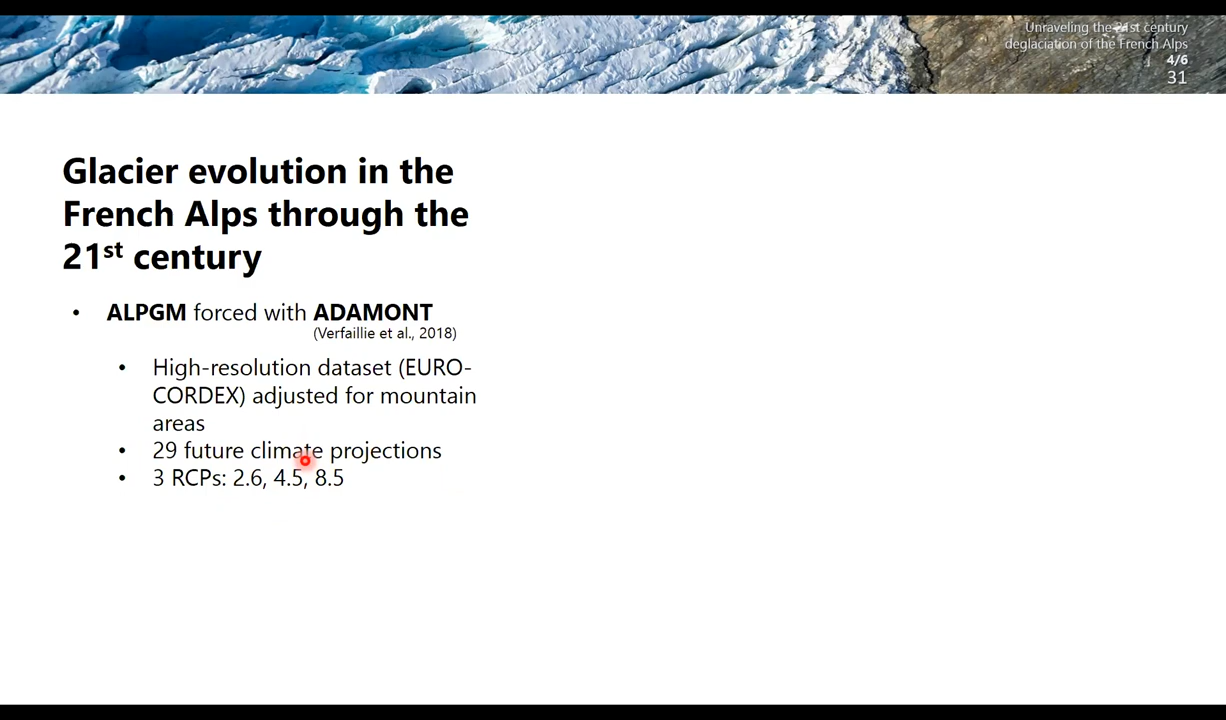 Unraveling the 21st century
deglaciation of the French Alps
4/6
31
Glacier evolution in the
French Alps through the
21st century
• ALPGM forced with ADAMONT
(Verfaillie et al., 2018)
• High-resolution dataset (EURO-
CORDEX) adjusted for mountain
areas
• 29 future climate projections
• 3 RCPs: 2.6, 4.5, 8.5